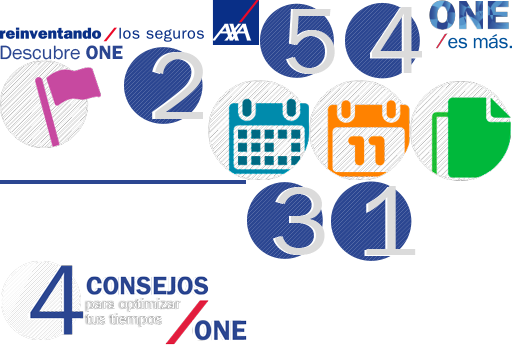 reinventando / los seguros
Descubre ONE
AXA
5
4
ONE
/es más.
2
11
3
1
4 CONSEJOS
para optimizar
tus tiempos
/ONE